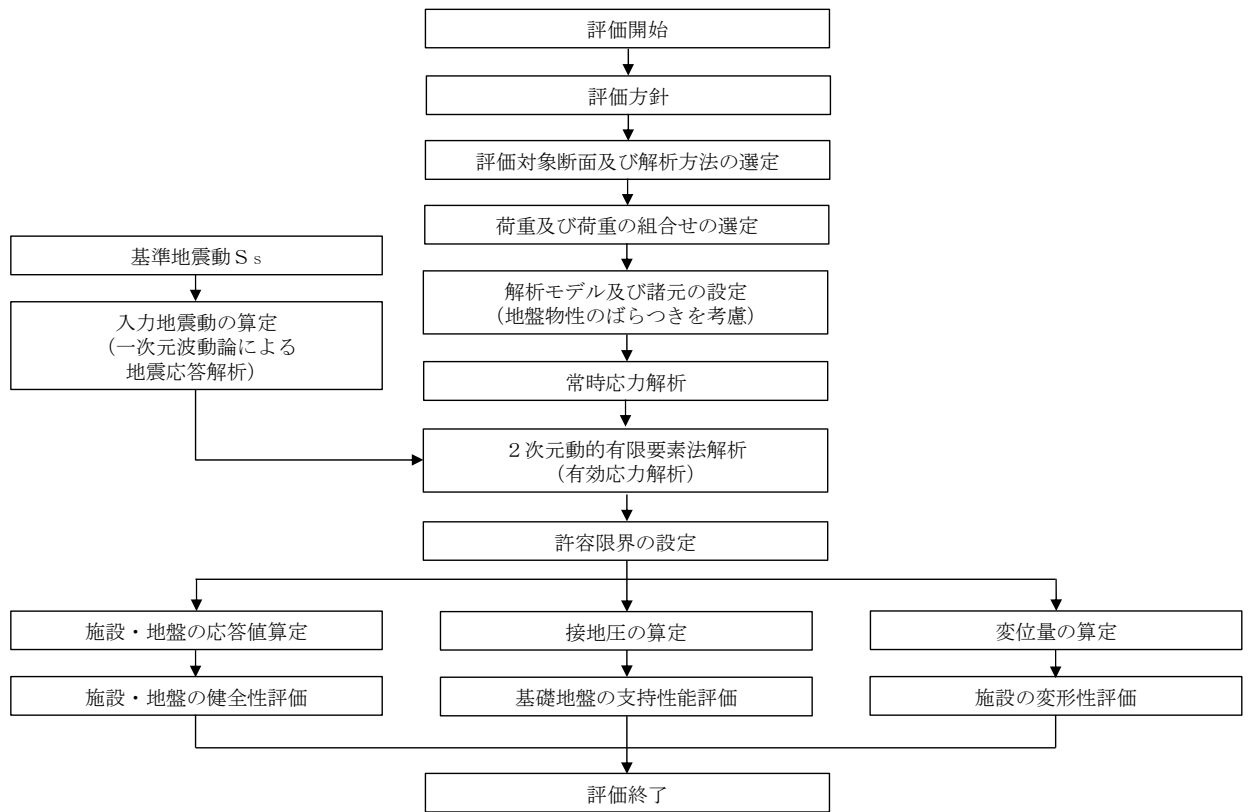 評価開始
評価方針
評価対象断面及び解析方法の選定
荷重及び荷重の組合せの選定
基準地震動Ｓｓ
解析モデル及び諸元の設定
（地盤物性のばらつきを考慮）
入力地震動の算定
（一次元波動論による
地震応答解析）
常時応力解析
２次元動的有限要素法解析
（有効応力解析）
許容限界の設定
施設・地盤の応答値算定
接地圧の算定
変位量の算定
施設・地盤の健全性評価
基礎地盤の支持性能評価
施設の変形性評価
評価終了